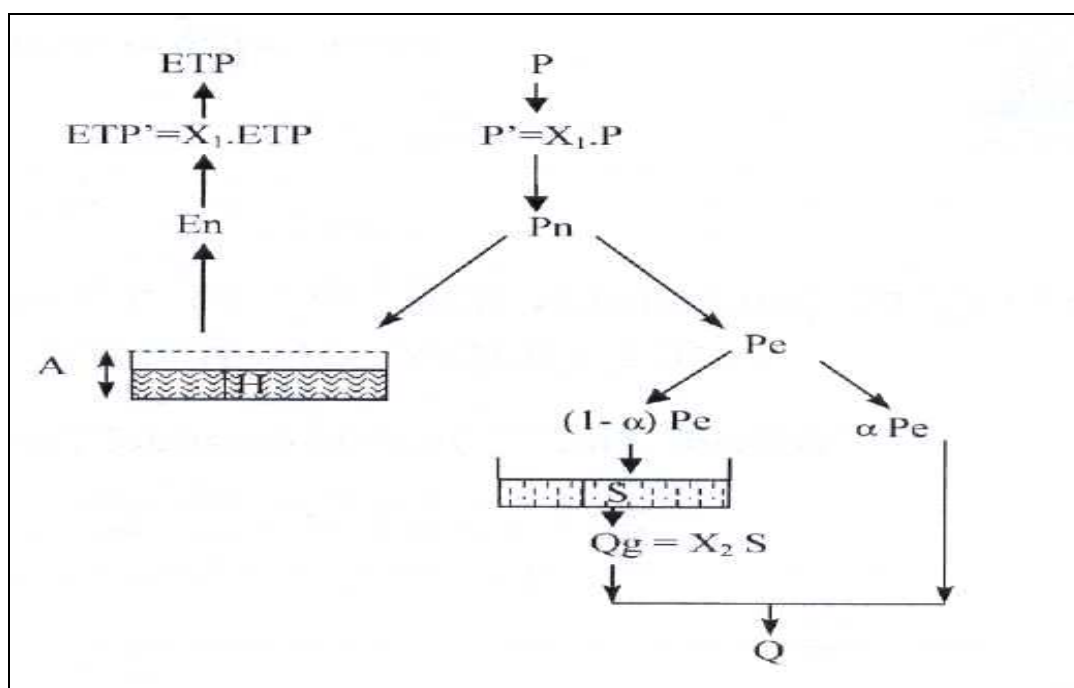 ETP P
ETP'=X₁.ETP P'=X₁.P
En Pn
Pe
A H
(1- α) Pe α Pe
S
Qg = X₂ S
Q